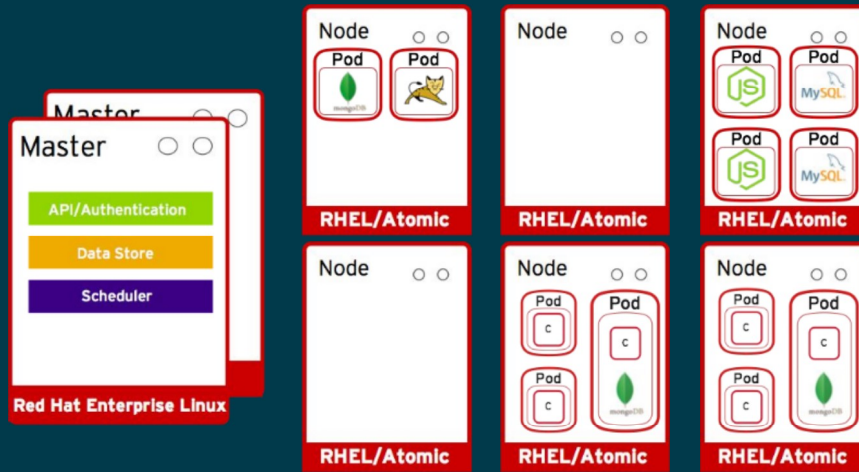 Master
Master
API/Authentication
Data Store
Scheduler
Red Hat Enterprise Linux
Node
Pod
Pod
mongoDB
RHEL/Atomic
Node
RHEL/Atomic
Node
Pod
Pod
JS
MySQL
Pod
Pod
JS
MySQL
RHEL/Atomic
Node
RHEL/Atomic
Node
Pod
Pod
c
c
Pod
c
mongoDB
RHEL/Atomic
Node
Pod
Pod
c
c
Pod
c
mongoDB
RHEL/Atomic